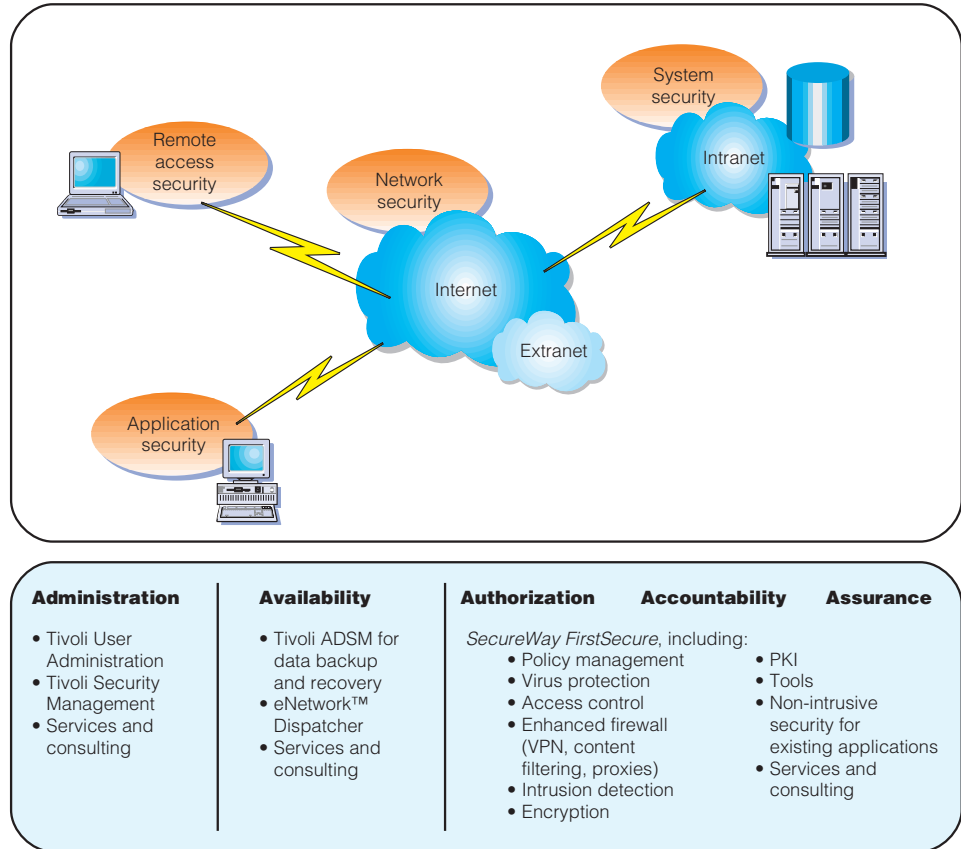 System
security
Intranet
Remote
access
security
Network
security
Internet
Extranet
Application
security
Administration
• Tivoli User
Administration
• Tivoli Security
Management
• Services and
consulting
Availability
• Tivoli ADSM for
data backup
and recovery
• eNetwork™
Dispatcher
• Services and
consulting
Authorization Accountability Assurance
SecureWay FirstSecure, including:
• Policy management
• Virus protection
• Access control
• Enhanced firewall
(VPN, content
filtering, proxies)
• Intrusion detection
• Encryption
• PKI
• Tools
• Non-intrusive
security for
existing applications
• Services and
consulting